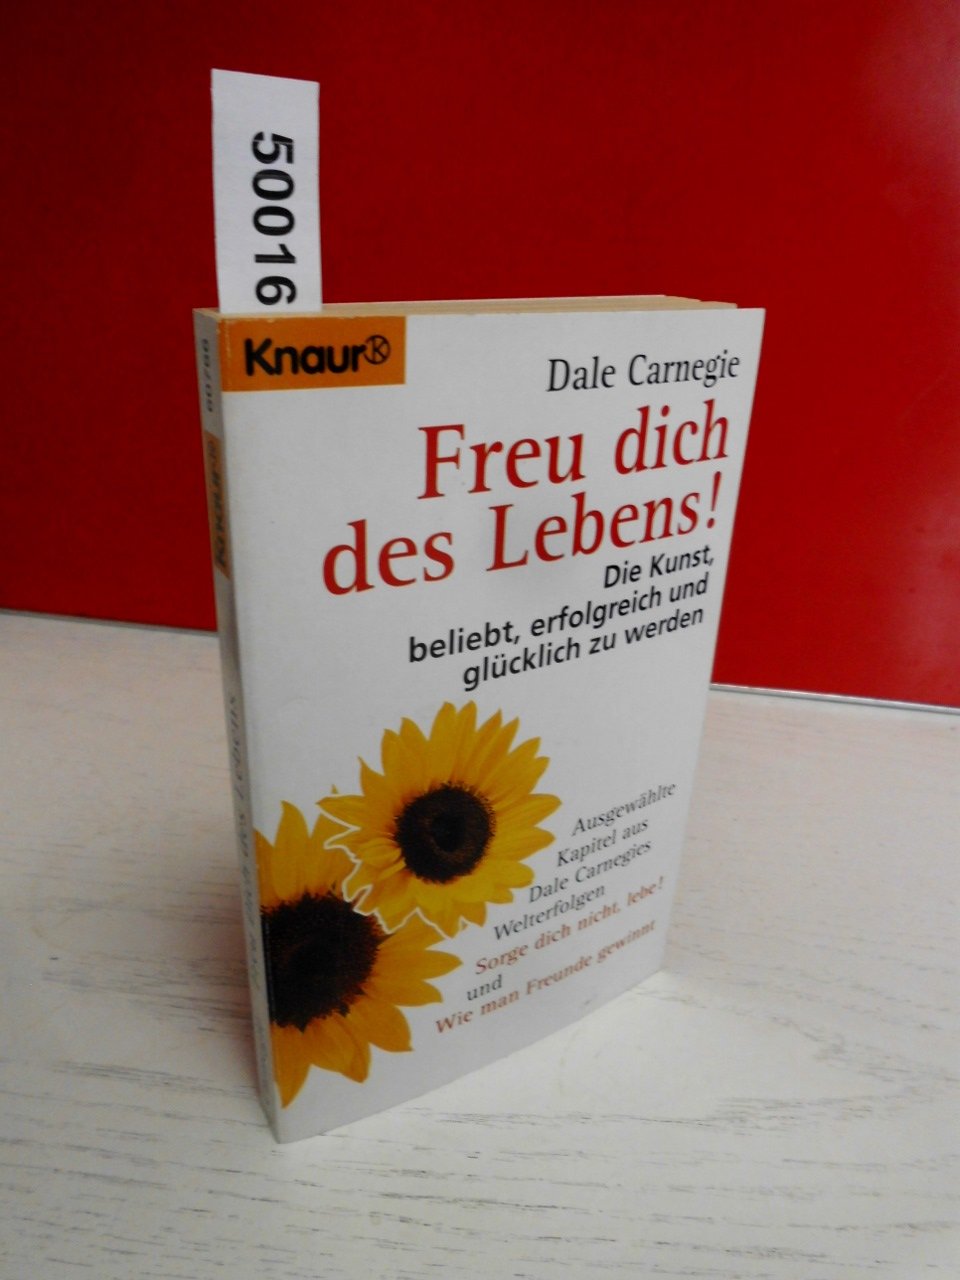 50016
Knaur
Dale Carnegie
Freu dich
des Lebens!
Die Kunst,
beliebt, erfolgreich und
glücklich zu werden
Ausgewählte
Kapitel aus
Dale Carnegies
Welterfolgen
Sorge dich nicht, lebe!
und
Wie man Freunde gewinnt
Knaur